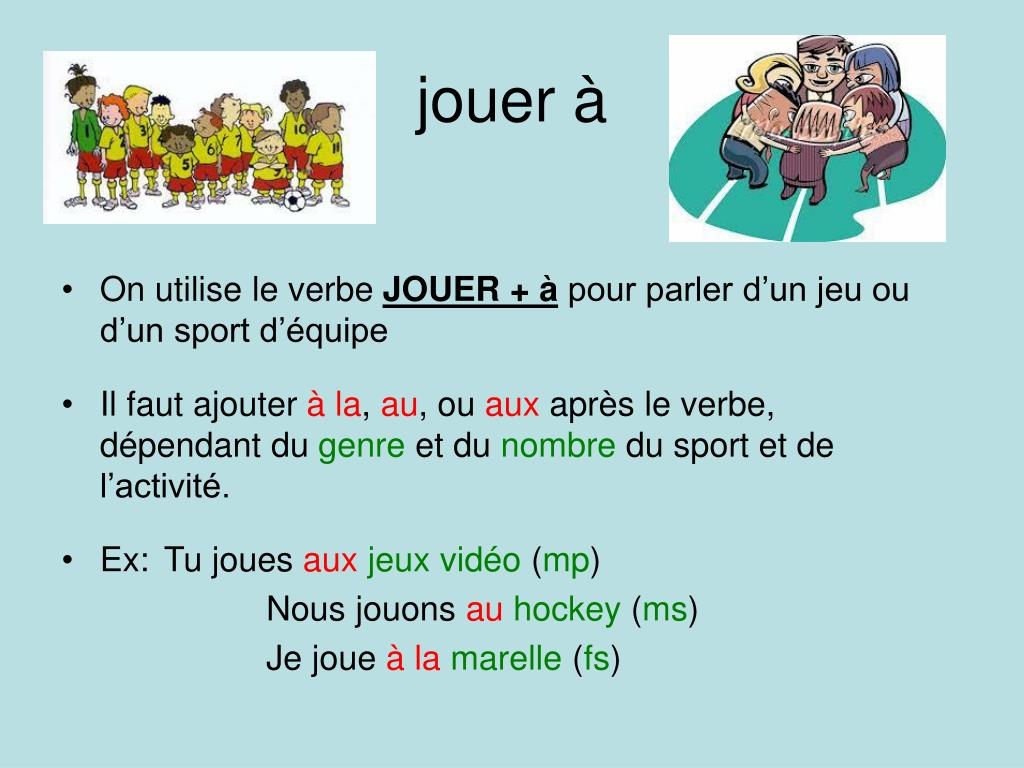 jouer à
• On utilise le verbe JOUER + à pour parler d’un jeu ou
d’un sport d’équipe
• Il faut ajouter à la, au, ou aux après le verbe,
dépendant du genre et du nombre du sport et de
l’activité.
• Ex: Tu joues aux jeux vidéo (mp)
Nous jouons au hockey (ms)
Je joue à la marelle (fs)